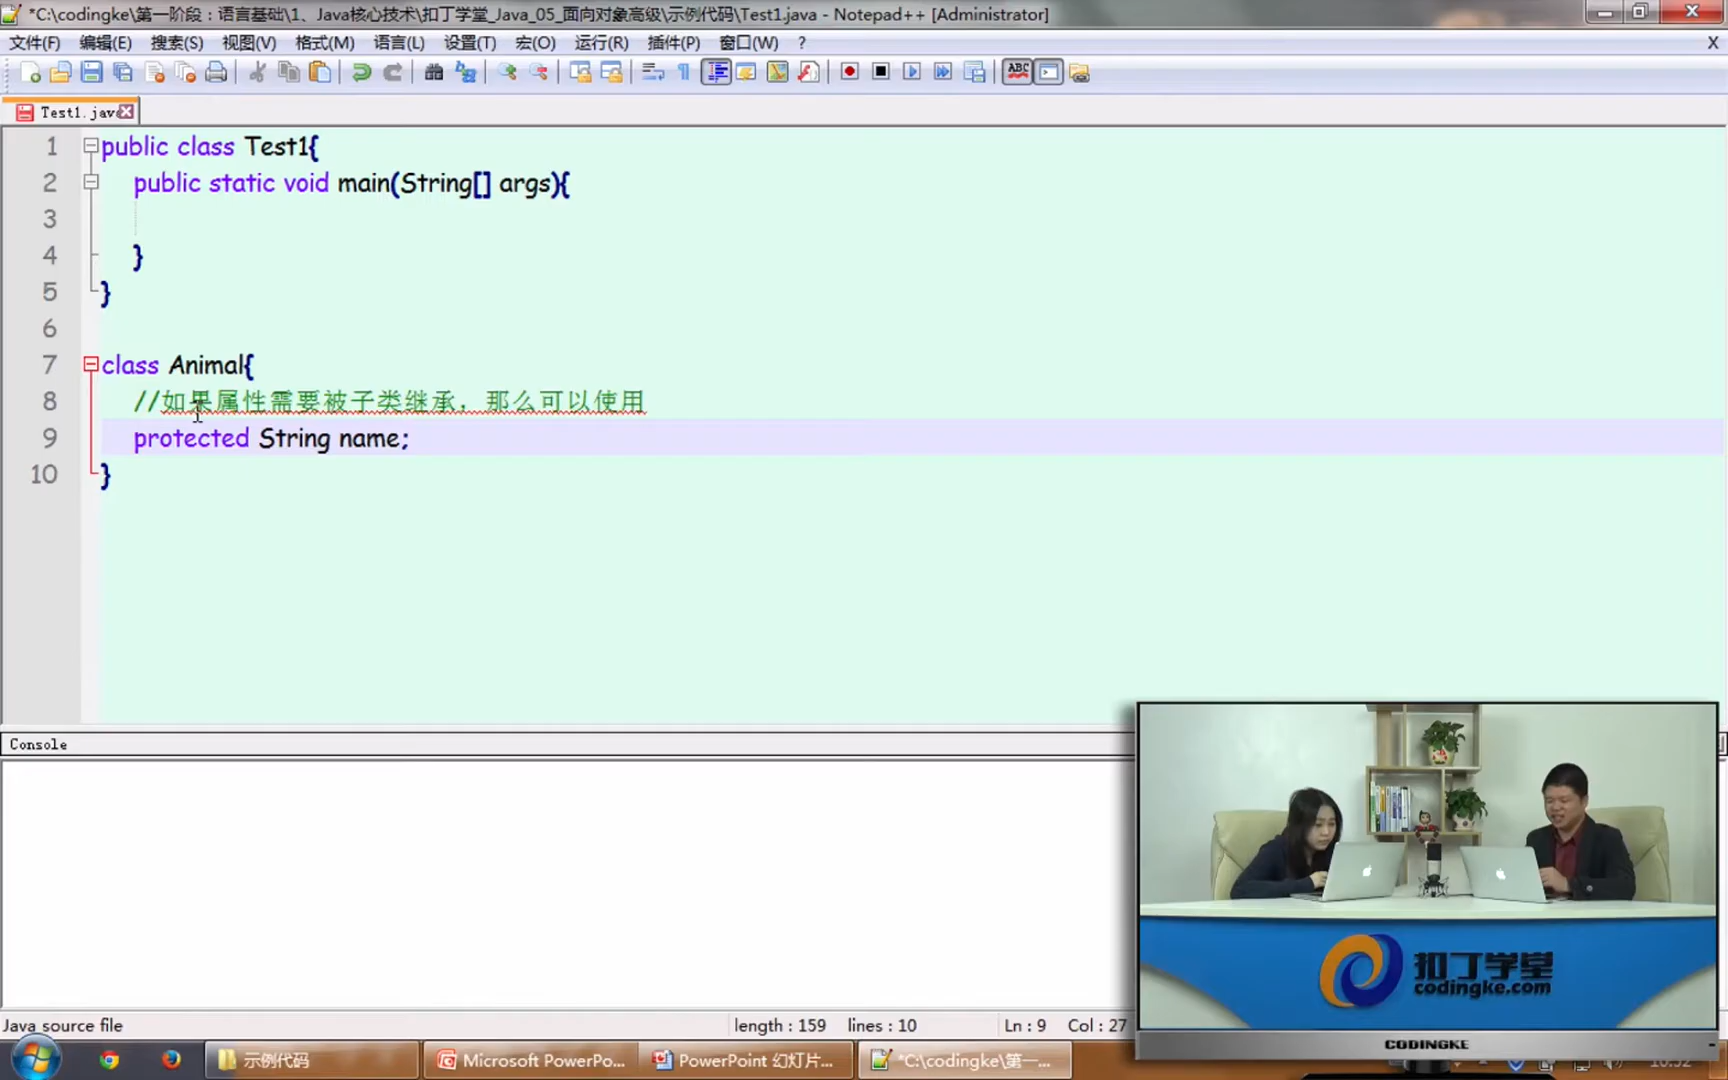 *C:\codingke\第一阶段：语言基础\1、Java核心技术\扣丁学堂_Java_05_面向对象高级\示例代码\Test1.java - Notepad++ [Administrator]
文件(F) 编辑(E) 搜索(S) 视图(V) 格式(M) 语言(L) 设置(T) 宏(O) 运行(R) 插件(P) 窗口(W) ? X
ABC
Test1.java
1 public class Test1{
2 public static void main(String[] args){
3
4 }
5 }
6
7 class Animal{
8 //如果属性需要被子类继承，那么可以使用
9 protected String name;
10 }
Console
扣丁学堂
codingke.com
CODINGKE
Java source file length : 159 lines : 10 Ln : 9 Col : 27
示例代码 Microsoft PowerPo... PowerPoint 幻灯片... *C:\codingke\第一...